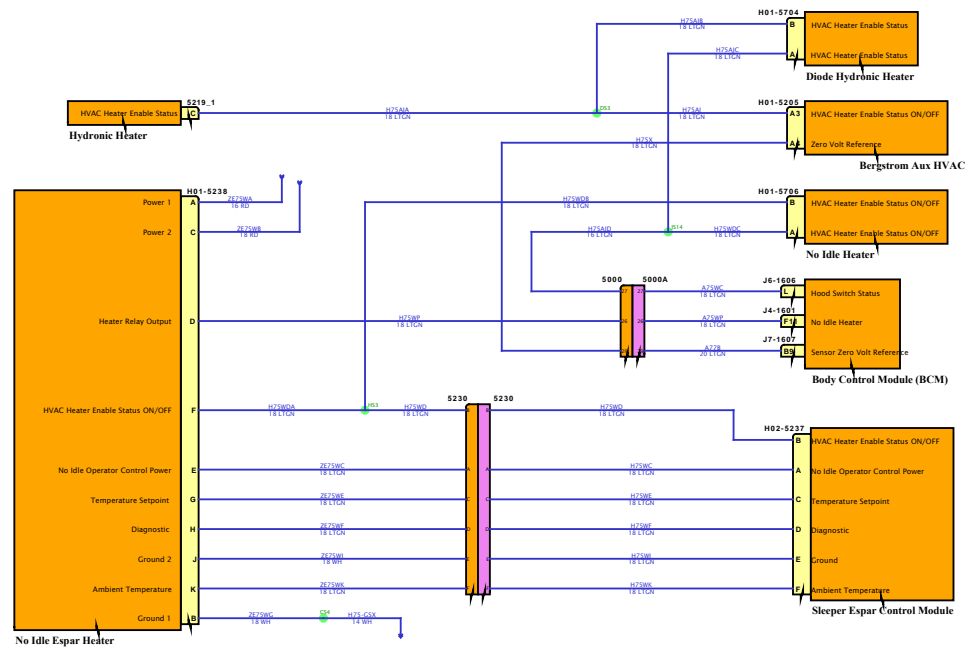 H01-5704
H75AJB
18 LTGN
B
HVAC Heater Enable Status
H75AJC
18 LTGN
A
HVAC Heater Enable Status
Diode Hydronic Heater
5219_1
HVAC Heater Enable Status
C
Hydronic Heater
H75AJA
18 LTGN
DS3
H75AJ
18 LTGN
H01-5205
A3
HVAC Heater Enable Status ON/OFF
H75X
18 LTGN
A4
Zero Volt Reference
Bergstrom Aux HVAC
H01-5238
Power 1
A
ZE75WA
16 RD
Power 2
C
ZE75WB
18 RD
H01-5706
H75WDB
18 LTGN
B
HVAC Heater Enable Status ON/OFF
H75AJD
16 LTGN
JS14
H75WDC
18 LTGN
A
HVAC Heater Enable Status ON/OFF
No Idle Heater
5000
5000A
J6-1606
27
27
A75WC
18 LTGN
L
Hood Switch Status
J4-1601
Heater Relay Output
D
H75WP
18 LTGN
26
26
A75WP
18 LTGN
F11
No Idle Heater
J7-1607
A77B
20 LTGN
B9
Sensor Zero Volt Reference
Body Control Module (BCM)
5230
5230
HVAC Heater Enable Status ON/OFF
F
H75WDA
18 LTGN
HS3
H75WD
18 LTGN
B
B
H75WD
18 LTGN
H02-5237
B
HVAC Heater Enable Status ON/OFF
No Idle Operator Control Power
E
ZE75WC
18 LTGN
A
A
H75WC
18 LTGN
A
No Idle Operator Control Power
Temperature Setpoint
G
ZE75WE
18 LTGN
C
C
H75WE
18 LTGN
C
Temperature Setpoint
Diagnostic
H
ZE75WF
18 LTGN
D
D
H75WF
18 LTGN
D
Diagnostic
Ground 2
J
ZE75WJ
18 WH
E
E
H75WJ
18 LTGN
E
Ground
Ambient Temperature
K
ZE75WK
18 LTGN
H75WK
18 LTGN
F
Ambient Temperature
Sleeper Espar Control Module
Ground 1
B
ZE75WG
18 WH
CS4
H75-G5X
14 WH
No Idle Espar Heater